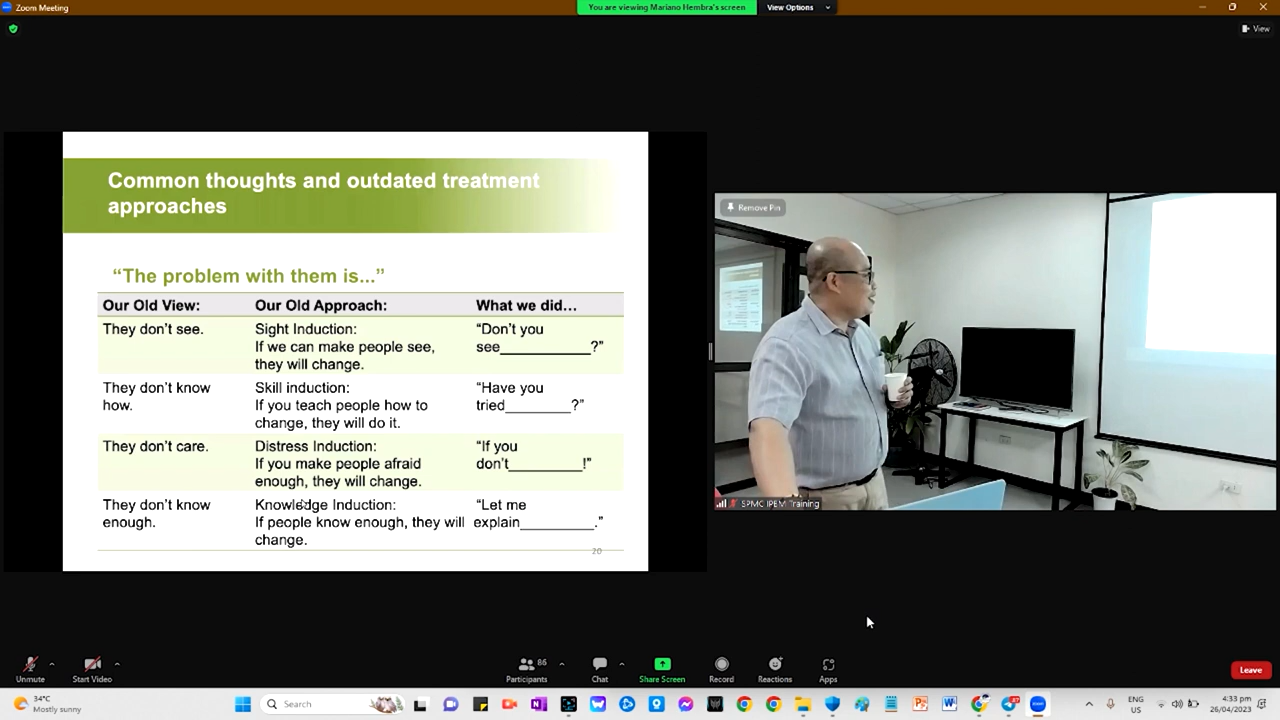 Zoom Meeting
You are viewing Mariano Hembra's screen
View Options
View
Common thoughts and outdated treatment
approaches
“The problem with them is...”
Our Old View:
Our Old Approach:
What we did…
They don’t see.
Sight Induction:
If we can make people see,
they will change.
“Don’t you
see___________?”
They don’t know
how.
Skill induction:
If you teach people how to
change, they will do it.
“Have you
tried________?”
They don’t care.
Distress Induction:
If you make people afraid
enough, they will change.
“If you
don’t_________!”
They don’t know
enough.
Knowledge Induction:
If people know enough, they will
change.
“Let me
explain_________.”
20
Remove Pin
SPMC IPBM Training
Unmute
Start Video
86
Participants
Chat
Share Screen
Record
Reactions
Apps
Leave
34°C
Mostly sunny
Search
ENG
US
4:33 pm
26/04/2023